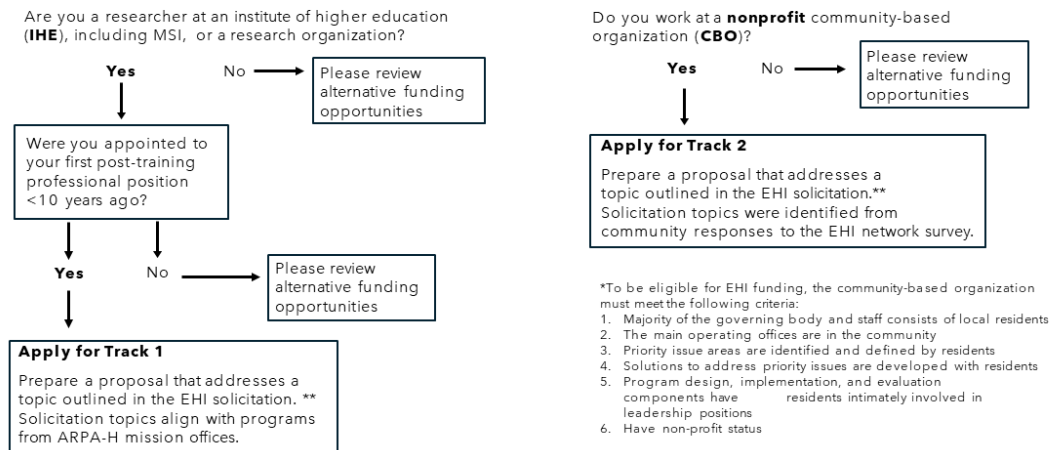 Are you a researcher at an institute of higher education
(IHE), including MSI, or a research organization?
Yes
No
Please review
alternative funding
opportunities
Were you appointed to
your first post-training
professional position
<10 years ago?
Yes
No
Please review
alternative funding
opportunities
Apply for Track 1
Prepare a proposal that addresses a
topic outlined in the EHI solicitation. **
Solicitation topics align with programs
from ARPA-H mission offices.
Do you work at a nonprofit community-based
organization (CBO)?
Yes
No
Please review
alternative funding
opportunities
Apply for Track 2
Prepare a proposal that addresses a
topic outlined in the EHI solicitation.**
Solicitation topics were identified from
community responses to the EHI network survey.
*To be eligible for EHI funding, the community-based organization
must meet the following criteria:
1. Majority of the governing body and staff consists of local residents
2. The main operating offices are in the community
3. Priority issue areas are identified and defined by residents
4. Solutions to address priority issues are developed with residents
5. Program design, implementation, and evaluation
components have residents intimately involved in
leadership positions
6. Have non-profit status